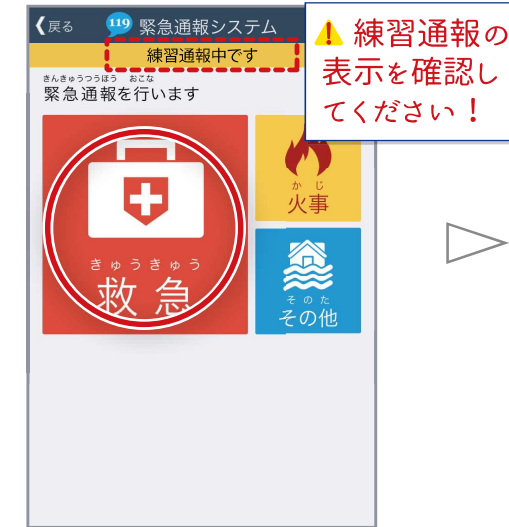 戻る
119 緊急通報システム
練習通報中です
きんきゅうつうほう おこな
緊急通報を行います
きゅうきゅう
救急
かじ
火事
そのた
その他
練習通報の
表示を確認し
てください！